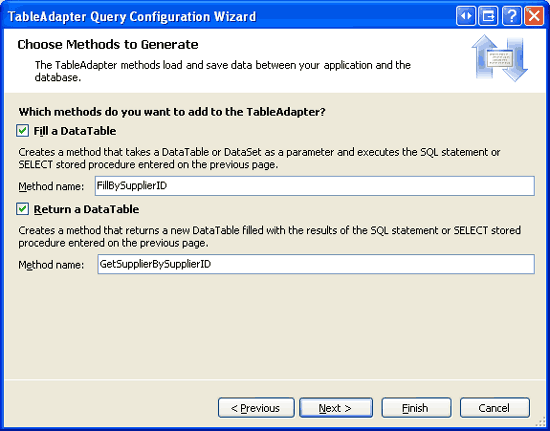 TableAdapter Query Configuration Wizard
Choose Methods to Generate
The TableAdapter methods load and save data between your application and the
database.
Which methods do you want to add to the TableAdapter?
Fill a DataTable
Creates a method that takes a DataTable or DataSet as a parameter and executes the SQL statement or
SELECT stored procedure entered on the previous page.
Method name: FillBySupplierID
Return a DataTable
Creates a method that returns a new DataTable filled with the results of the SQL statement or SELECT stored
procedure entered on the previous page.
Method name: GetSupplierBySupplierID
< Previous Next > Finish Cancel